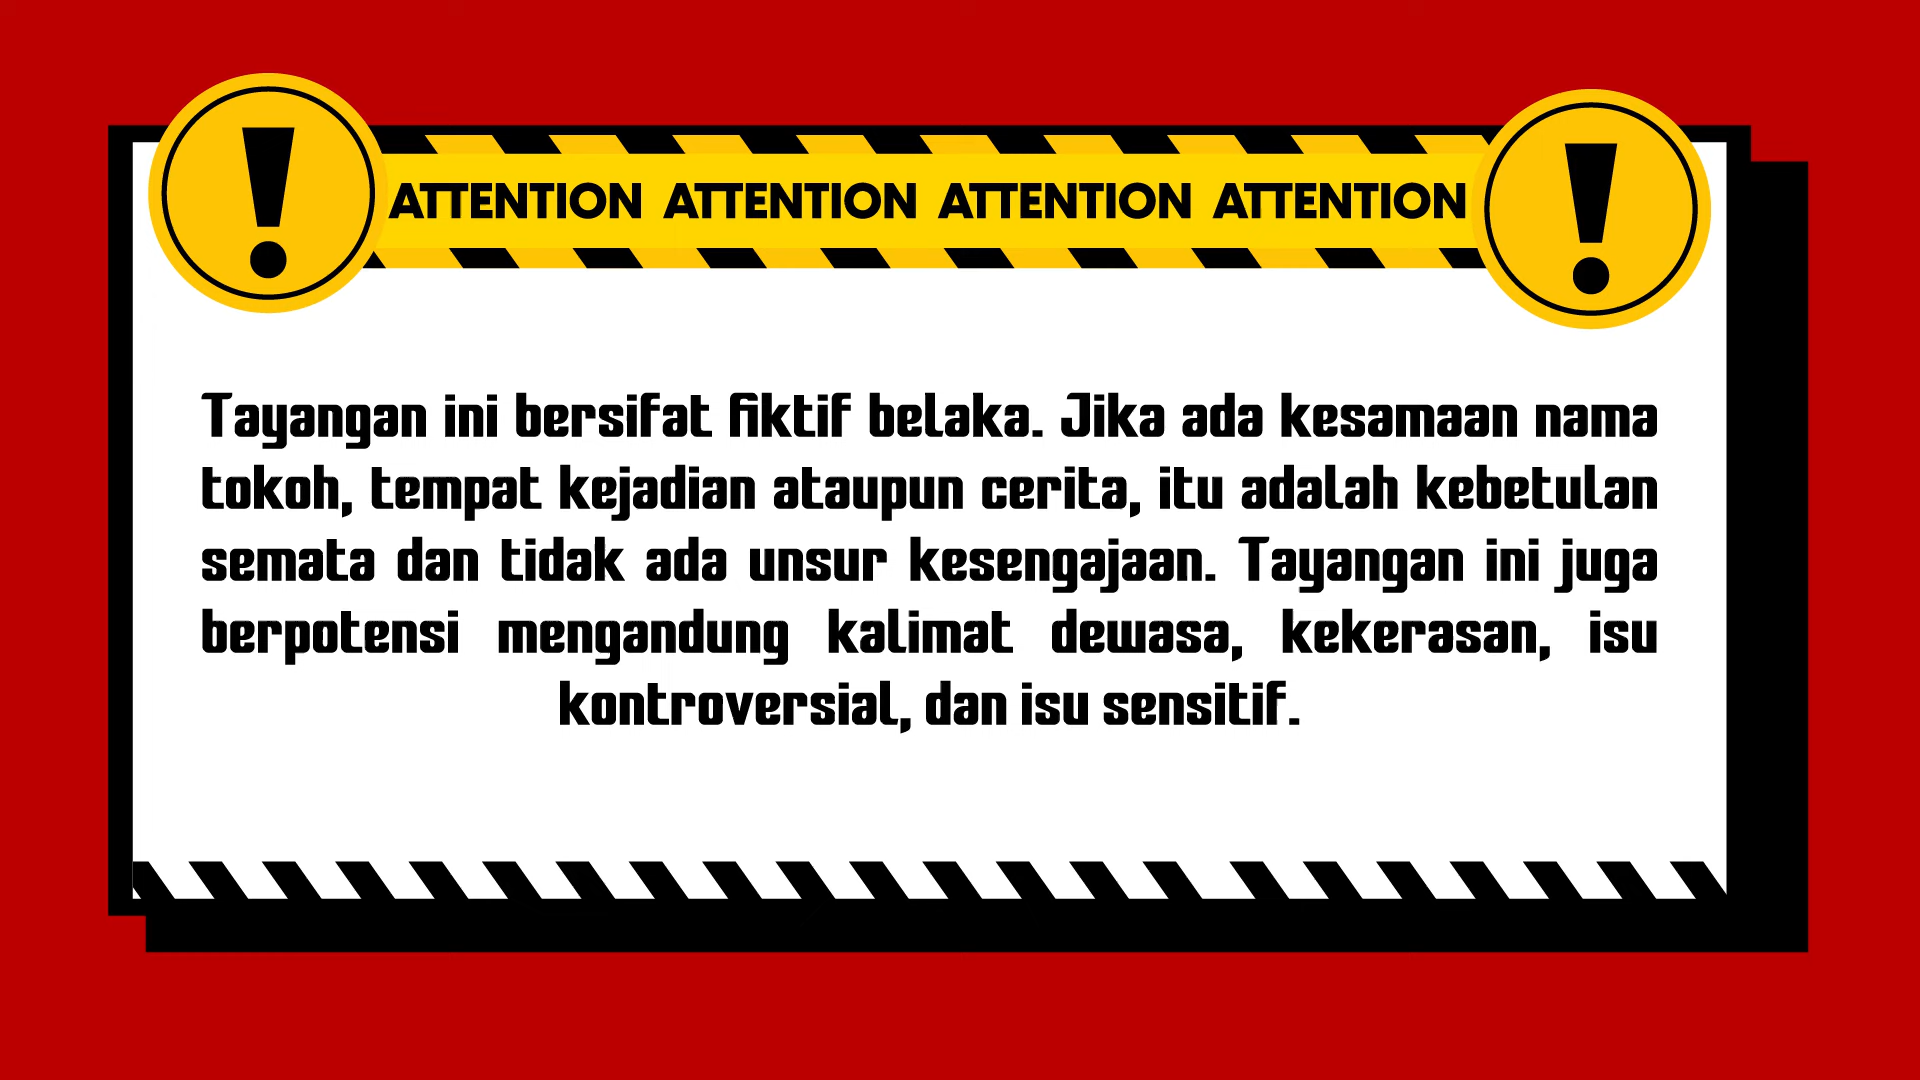 ATTENTION ATTENTION ATTENTION ATTENTION
Tayangan ini bersifat fiktif belaka. Jika ada kesamaan nama
tokoh, tempat kejadian ataupun cerita, itu adalah kebetulan
semata dan tidak ada unsur kesengajaan. Tayangan ini juga
berpotensi mengandung kalimat dewasa, kekerasan, isu
kontroversial, dan isu sensitif.